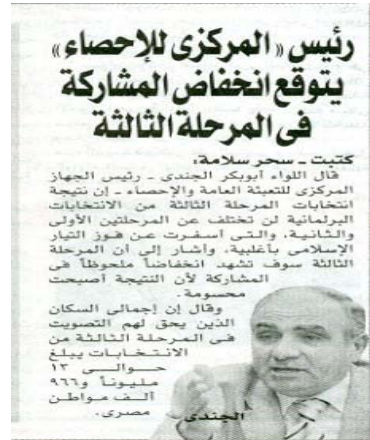 رئيس «المركزى للإحصاء»
يتوقع انخفاض المشاركة
فى المرحلة الثالثة
كتبت ـ سحر سلامة:
قال اللواء أبوبكر الجندى ـ رئيس الجهاز
المركزى للتعبئة العامة والإحصاء ـ إن نتيجة
انتخابات المرحلة الثالثة من الانتخابات
البرلمانية لن تختلف عن المرحلتين الأولى
والثانية، والتى أسفرت عن فوز التيار
الإسلامى بأغلبية، وأشار إلى أن المرحلة
الثالثة سوف تشهد انخفاضاً ملحوظاً فى
المشاركة لأن النتيجة أصبحت
محسومة.
وقال إن إجمالى السكان
الذين يحق لهم التصويت
فى المرحلة الثالثة من
الانتخابات يبلغ
حوالى ١٣
مليوناً و٩٦٦
ألف مواطن
مصرى.
الجندى